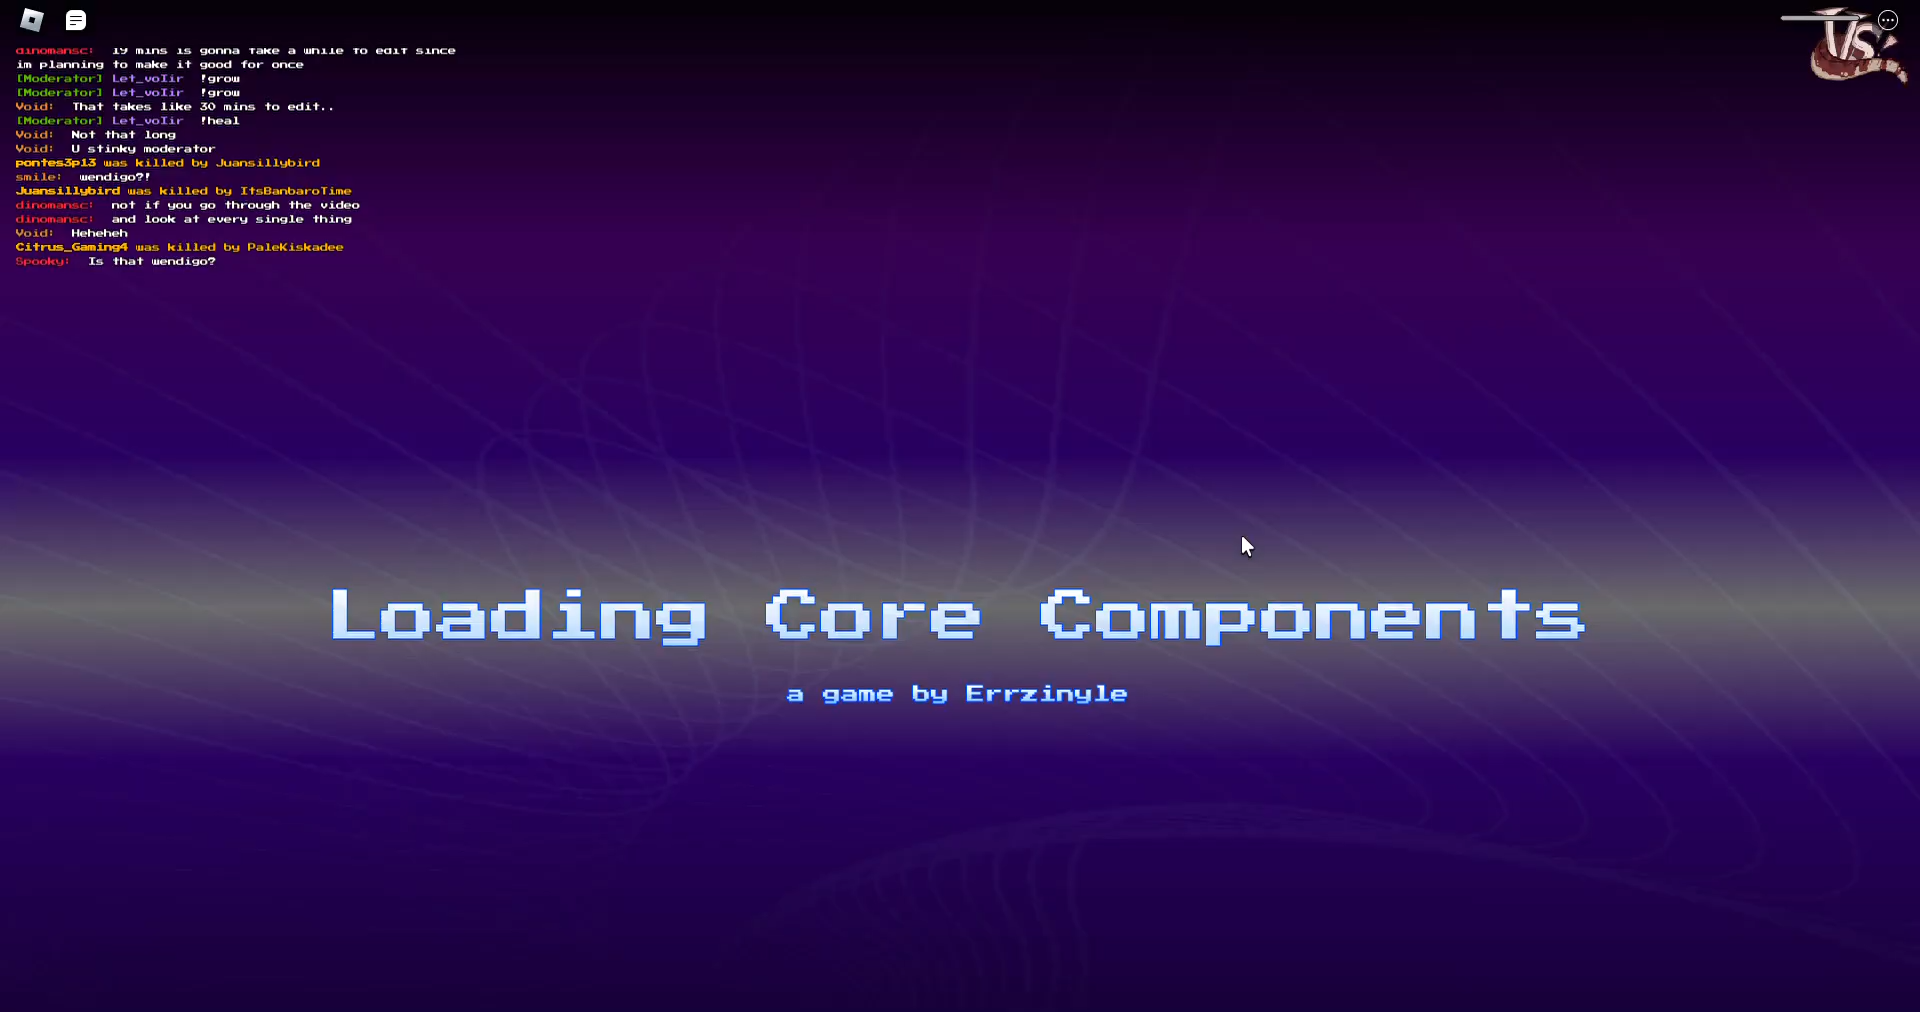 dinomansc: 19 mins is gonna take a while to edit since
im planning to make it good for once
[Moderator] Let_voIir !grow
[Moderator] Let_voIir !grow
Void: That takes like 30 mins to edit..
[Moderator] Let_voIir !heal
Void: Not that long
Void: U stinky moderator
pontes3p13 was killed by Juansillybird
smile: wendigo?!
Juansillybird was killed by ItsBanbaroTime
dinomansc: not if you go through the video
dinomansc: and look at every single thing
Void: Heheheh
Citrus_Gaming4 was killed by PaleKiskadee
Spooky: Is that wendigo?
VS
Loading Core Components
a game by Errzinyle